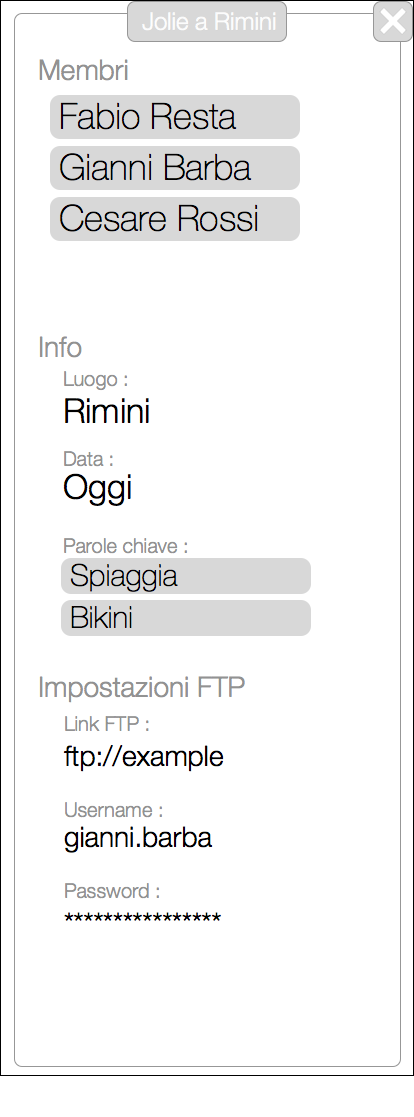 Jolie a Rimini
Membri
Fabio Resta
Gianni Barba
Cesare Rossi
Info
Luogo :
Rimini
Data :
Oggi
Parole chiave :
Spiaggia
Bikini
Impostazioni FTP
Link FTP :
ftp://example
Username :
gianni.barba
Password :
****************